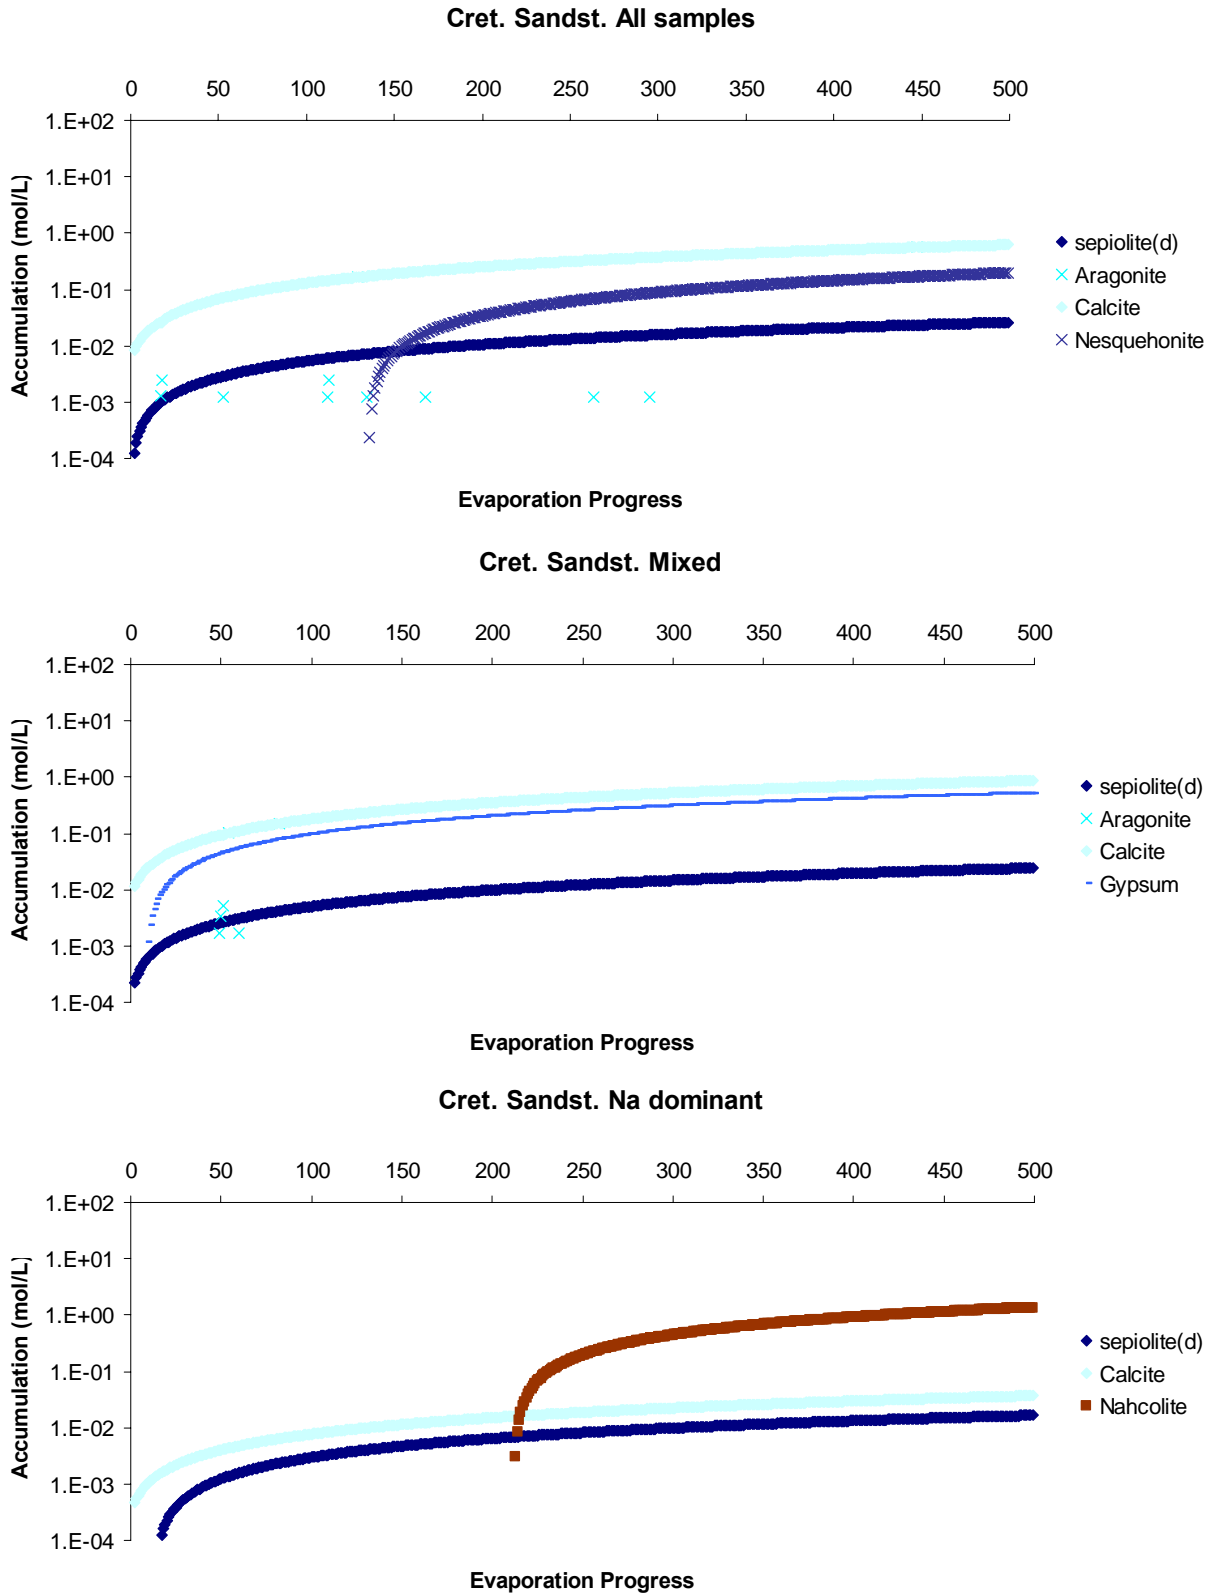 Cret. Sandst. All samples
0 50 100 150 200 250 300 350 400 450 500
1.E+02
1.E+01
1.E+00
1.E-01
1.E-02
1.E-03
1.E-04
Accumulation (mol/L)
Evaporation Progress
sepiolite(d)
Aragonite
Calcite
Nesquehonite
Cret. Sandst. Mixed
0 50 100 150 200 250 300 350 400 450 500
1.E+02
1.E+01
1.E+00
1.E-01
1.E-02
1.E-03
1.E-04
Accumulation (mol/L)
Evaporation Progress
sepiolite(d)
Aragonite
Calcite
Gypsum
Cret. Sandst. Na dominant
0 50 100 150 200 250 300 350 400 450 500
1.E+02
1.E+01
1.E+00
1.E-01
1.E-02
1.E-03
1.E-04
Accumulation (mol/L)
Evaporation Progress
sepiolite(d)
Calcite
Nahcolite